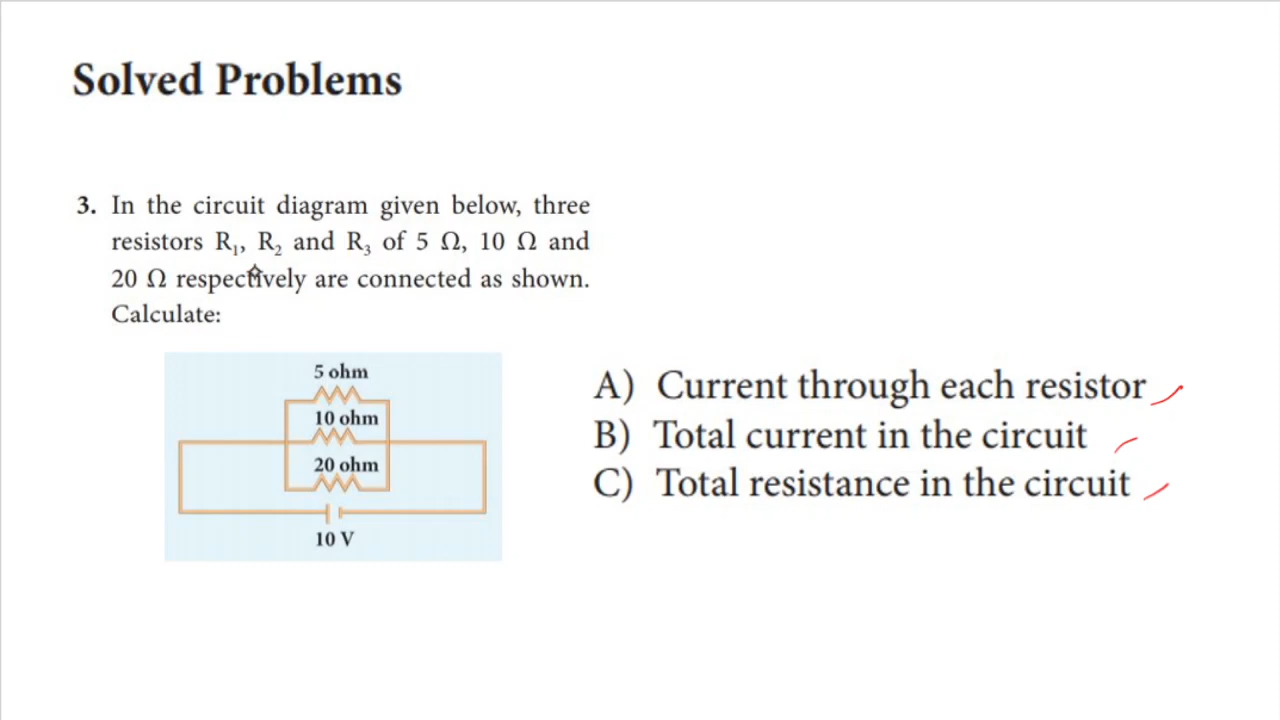 Solved Problems
3. In the circuit diagram given below, three
resistors R₁, R₂ and R₃ of 5 Ω, 10 Ω and
20 Ω respectively are connected as shown.
Calculate:
5 ohm
10 ohm
20 ohm
10 V
A) Current through each resistor
B) Total current in the circuit
C) Total resistance in the circuit